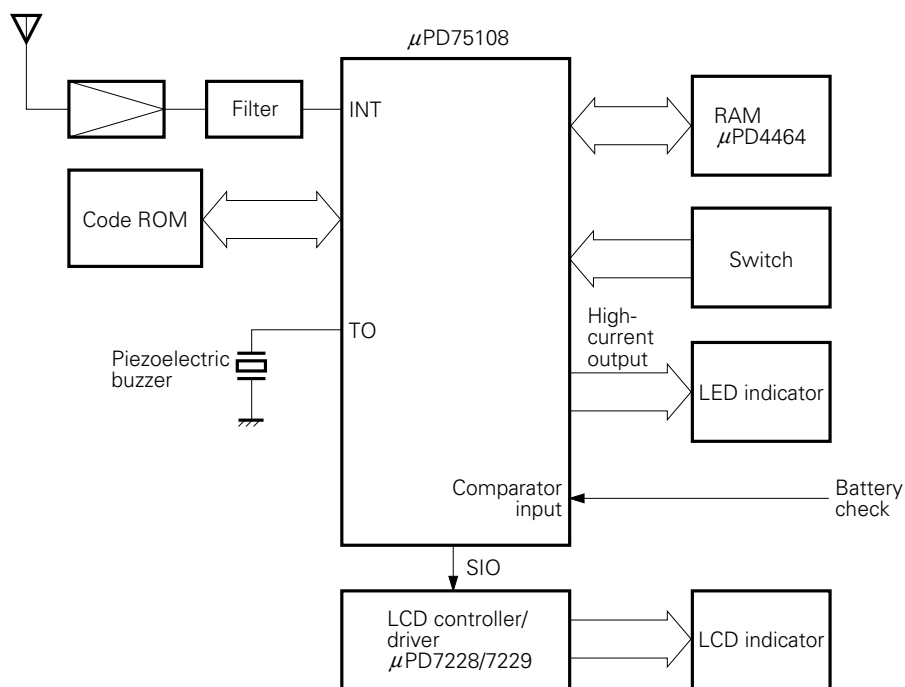 μPD75108
Filter
INT
RAM
μPD4464
Code ROM
Switch
TO
High-
current
output
Piezoelectric
buzzer
LED indicator
Comparator
input
Battery
check
SIO
LCD controller/
driver
μPD7228/7229
LCD indicator